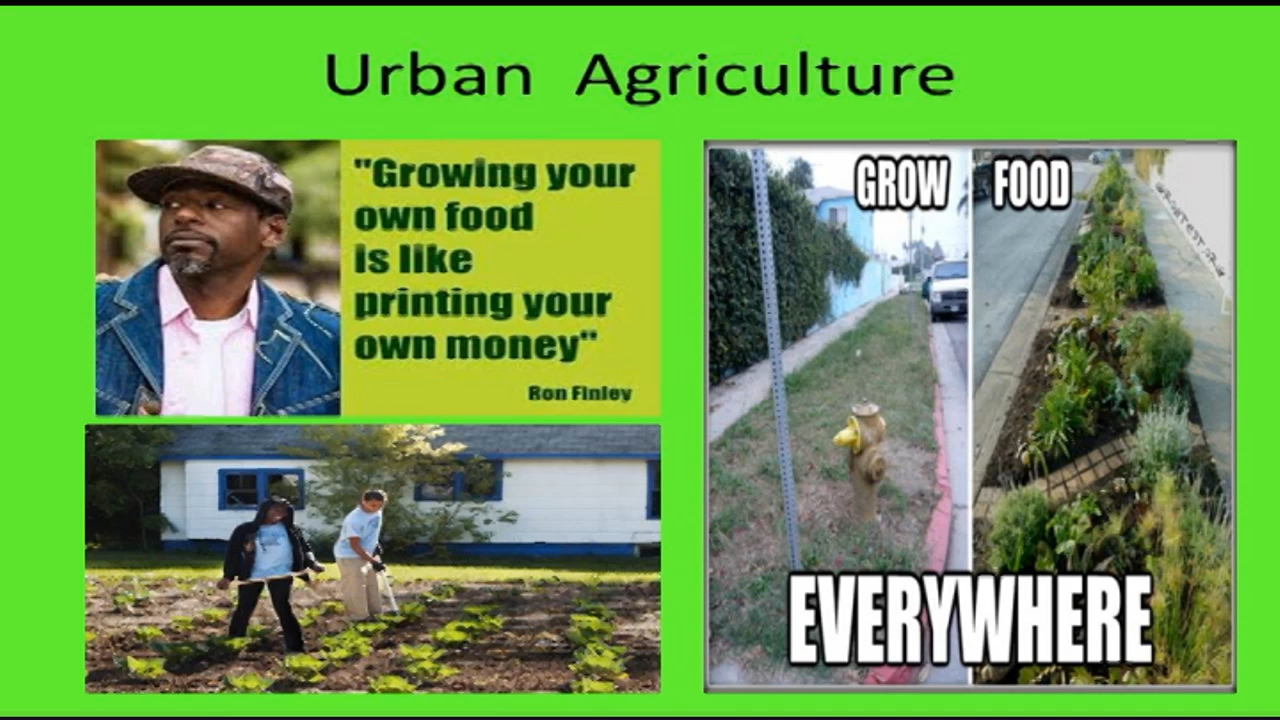 Urban Agriculture
"Growing your
own food
is like
printing your
own money"
Ron Finley
GROW FOOD
EVERYWHERE